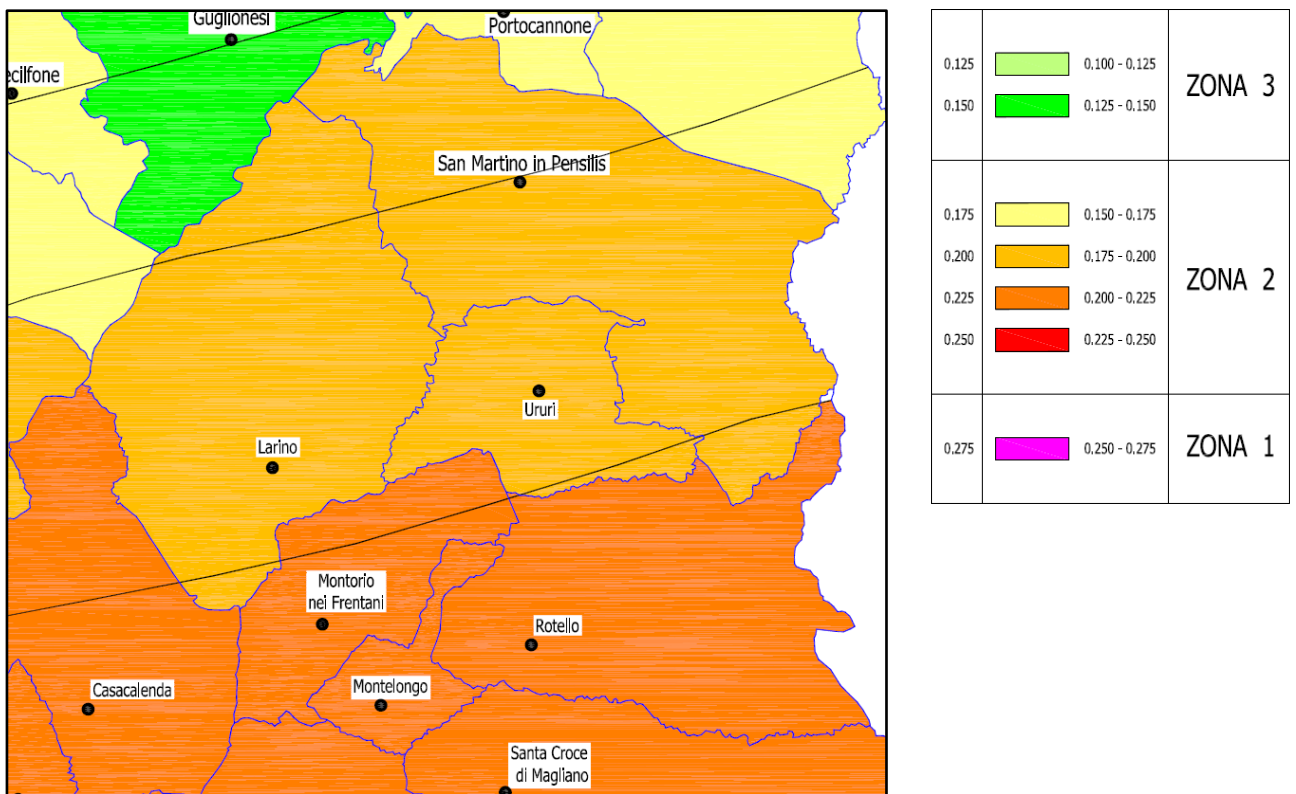 Guglionesi
Portocannone
ecilfone
San Martino in Pensilis
Ururi
Larino
Montorio
nei Frentani
Rotello
Casacalenda
Montelongo
Santa Croce
di Magliano
0,125 0,100 - 0,125
0,150 0,125 - 0,150
ZONA 3
0,175 0,150 - 0,175
0,200 0,175 - 0,200
0,225 0,200 - 0,225
0,250 0,225 - 0,250
ZONA 2
0,275 0,250 - 0,275
ZONA 1